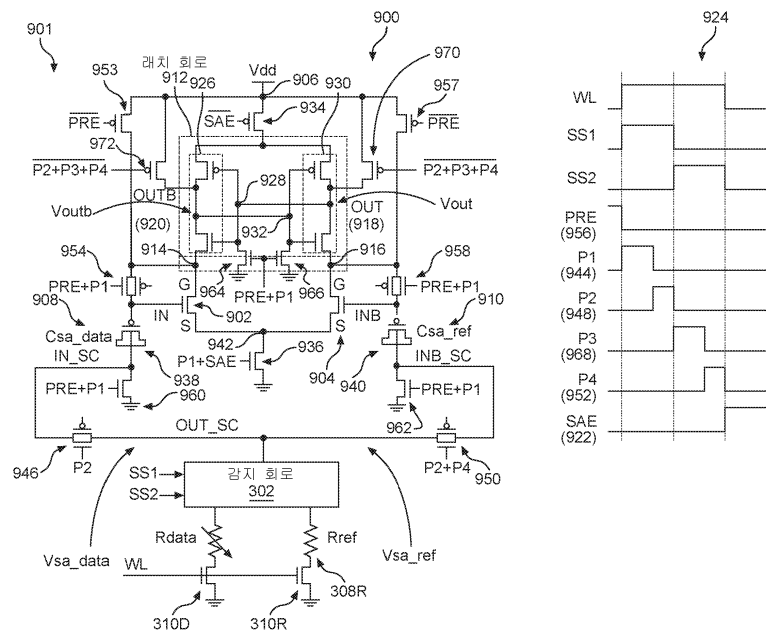 901
900
924
953
래치 회로
912
926
Vdd
906
930
970
957
934
PRE
SAE
PRE
972
P2+P3+P4
P2+P3+P4
OUTB
928
OUT
Voutb
(920)
932
(918)
Vout
914
916
954
964
966
958
PRE+P1
PRE+P1
PRE+P1
908
G
G
910
IN
902
INB
Csa_data
S
S
Csa_ref
IN_SC
942
936
INB_SC
938
P1+SAE
904
940
PRE+P1
960
962
PRE+P1
OUT_SC
946
P2
P2+P4
950
SS1
감지 회로
SS2
302
Rdata
Rref
Vsa_data
Vsa_ref
WL
308R
310D
310R
WL
SS1
SS2
PRE
(956)
P1
(944)
P2
(948)
P3
(968)
P4
(952)
SAE
(922)